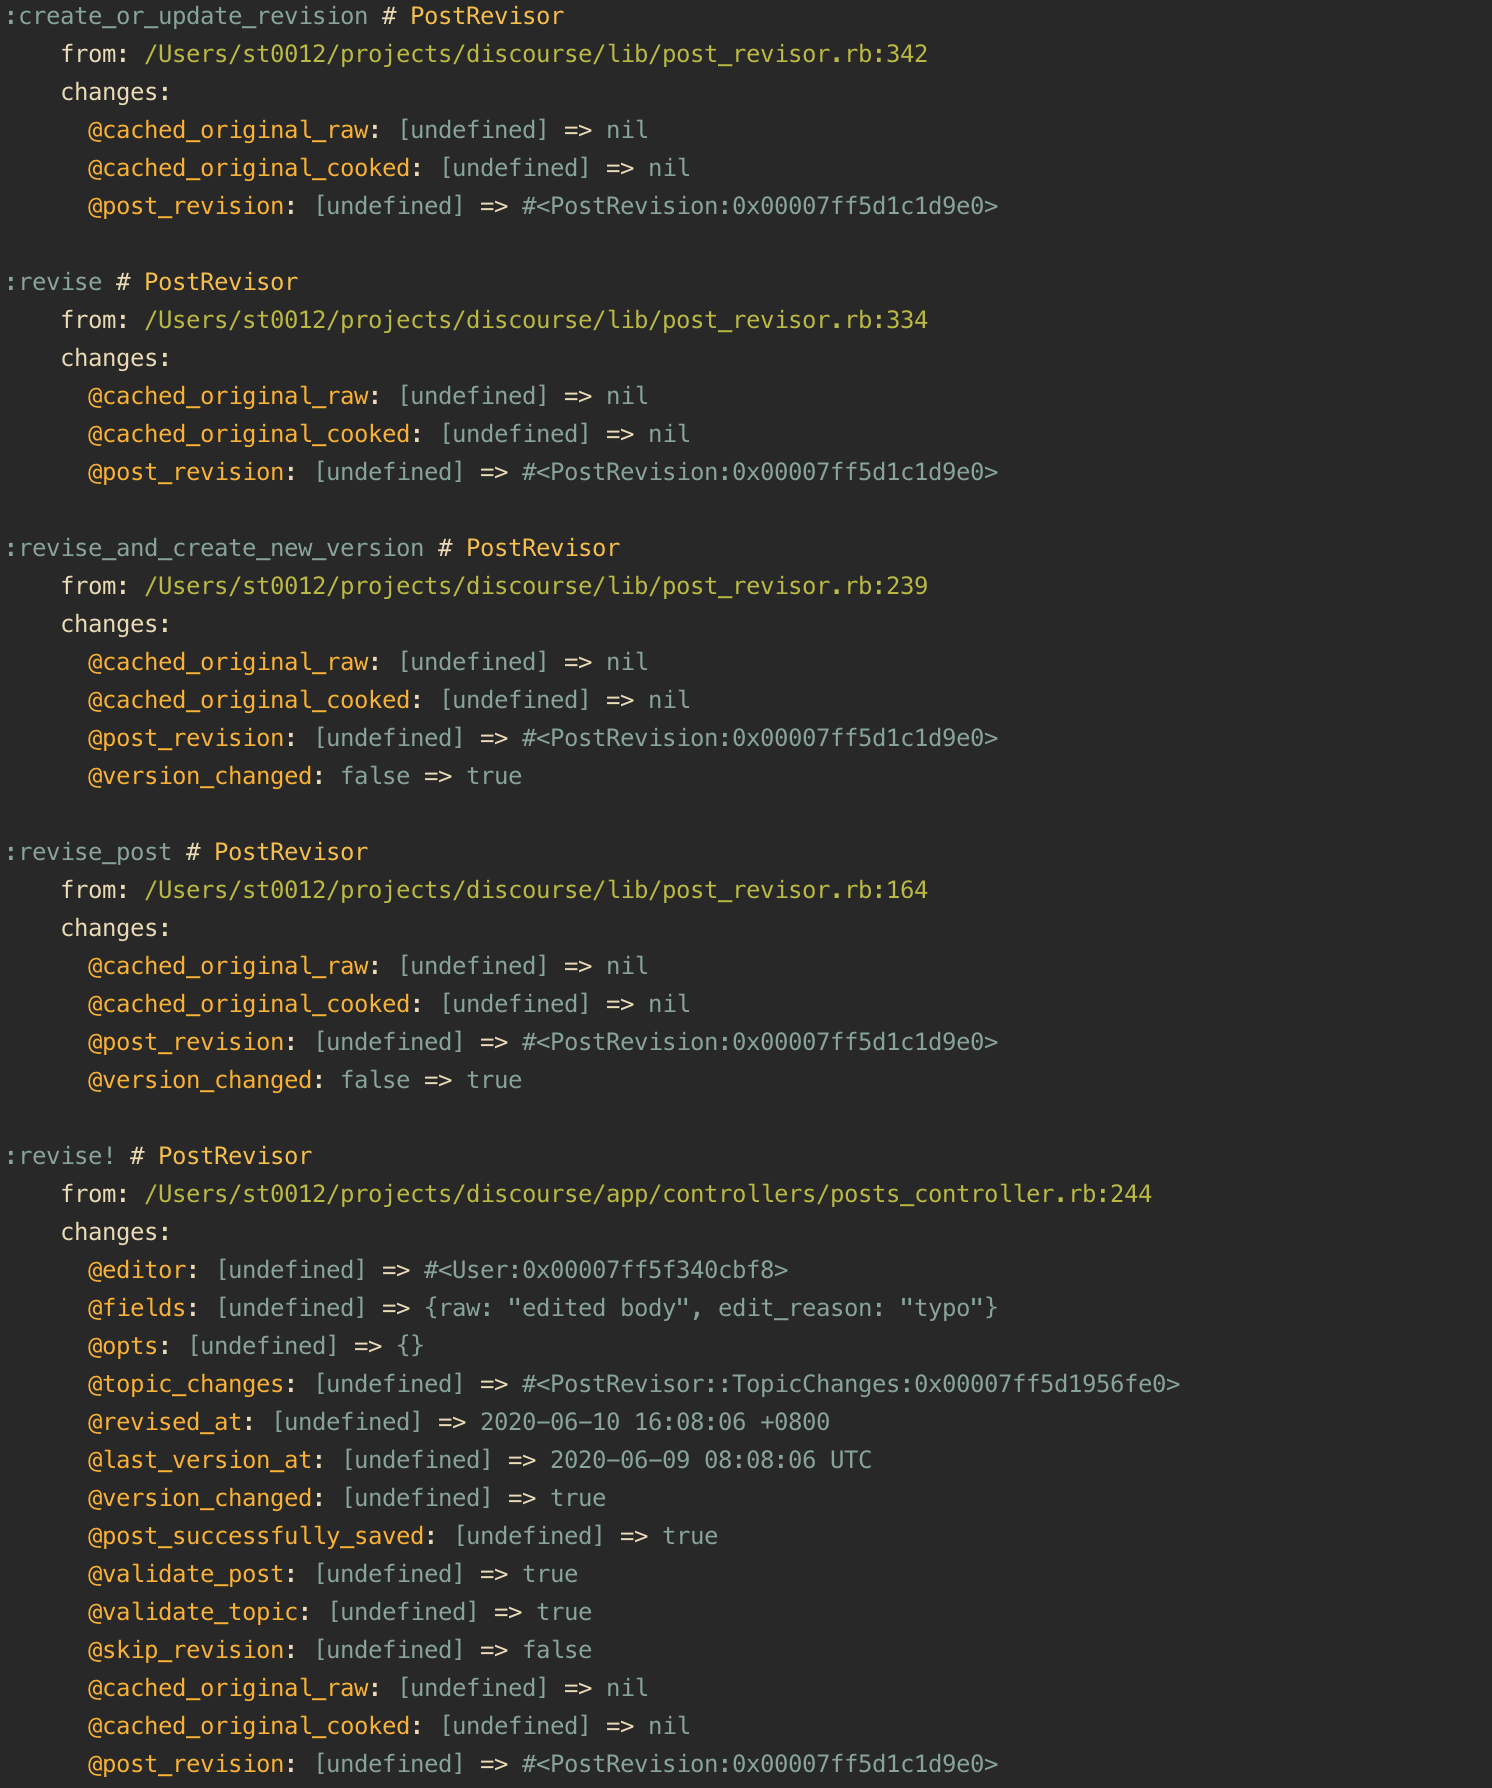 :create_or_update_revision # PostRevisor
    from: /Users/st0012/projects/discourse/lib/post_revisor.rb:342
    changes:
      @cached_original_raw: [undefined] => nil
      @cached_original_cooked: [undefined] => nil
      @post_revision: [undefined] => #<PostRevision:0x00007ff5d1c1d9e0>

:revise # PostRevisor
    from: /Users/st0012/projects/discourse/lib/post_revisor.rb:334
    changes:
      @cached_original_raw: [undefined] => nil
      @cached_original_cooked: [undefined] => nil
      @post_revision: [undefined] => #<PostRevision:0x00007ff5d1c1d9e0>

:revise_and_create_new_version # PostRevisor
    from: /Users/st0012/projects/discourse/lib/post_revisor.rb:239
    changes:
      @cached_original_raw: [undefined] => nil
      @cached_original_cooked: [undefined] => nil
      @post_revision: [undefined] => #<PostRevision:0x00007ff5d1c1d9e0>
      @version_changed: false => true

:revise_post # PostRevisor
    from: /Users/st0012/projects/discourse/lib/post_revisor.rb:164
    changes:
      @cached_original_raw: [undefined] => nil
      @cached_original_cooked: [undefined] => nil
      @post_revision: [undefined] => #<PostRevision:0x00007ff5d1c1d9e0>
      @version_changed: false => true

:revise! # PostRevisor
    from: /Users/st0012/projects/discourse/app/controllers/posts_controller.rb:244
    changes:
      @editor: [undefined] => #<User:0x00007ff5f340cbf8>
      @fields: [undefined] => {raw: "edited body", edit_reason: "typo"}
      @opts: [undefined] => {}
      @topic_changes: [undefined] => #<PostRevisor::TopicChanges:0x00007ff5d1956fe0>
      @revised_at: [undefined] => 2020-06-10 16:08:06 +0800
      @last_version_at: [undefined] => 2020-06-09 08:08:06 UTC
      @version_changed: [undefined] => true
      @post_successfully_saved: [undefined] => true
      @validate_post: [undefined] => true
      @validate_topic: [undefined] => true
      @skip_revision: [undefined] => false
      @cached_original_raw: [undefined] => nil
      @cached_original_cooked: [undefined] => nil
      @post_revision: [undefined] => #<PostRevision:0x00007ff5d1c1d9e0>